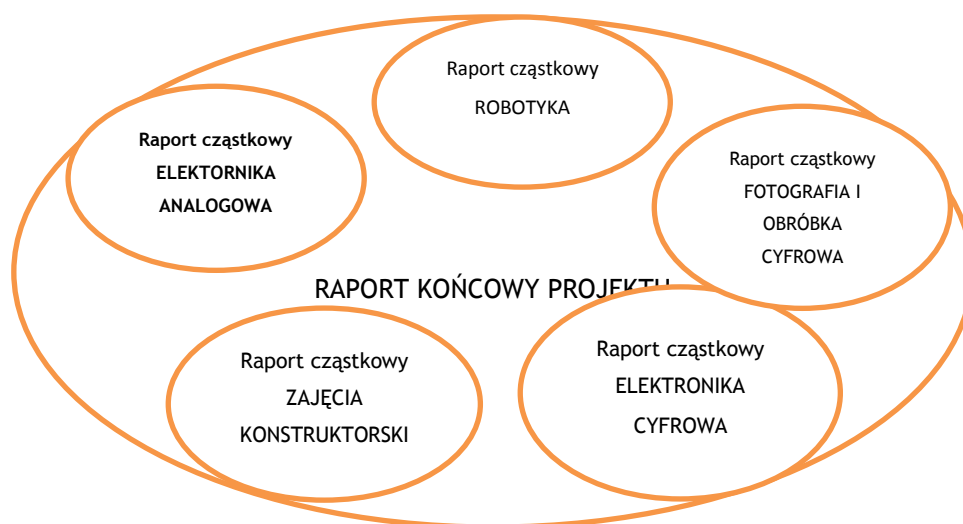 Raport cząstkowy
ROBOTYKA
Raport cząstkowy
ELEKTORNIKA
ANALOGOWA
Raport cząstkowy
FOTOGRAFIA I
OBRÓBKA
CYFROWA
RAPORT KOŃCOWY PROJEKTU
Raport cząstkowy
ZAJĘCIA
KONSTRUKTORSKI
Raport cząstkowy
ELEKTRONIKA
CYFROWA